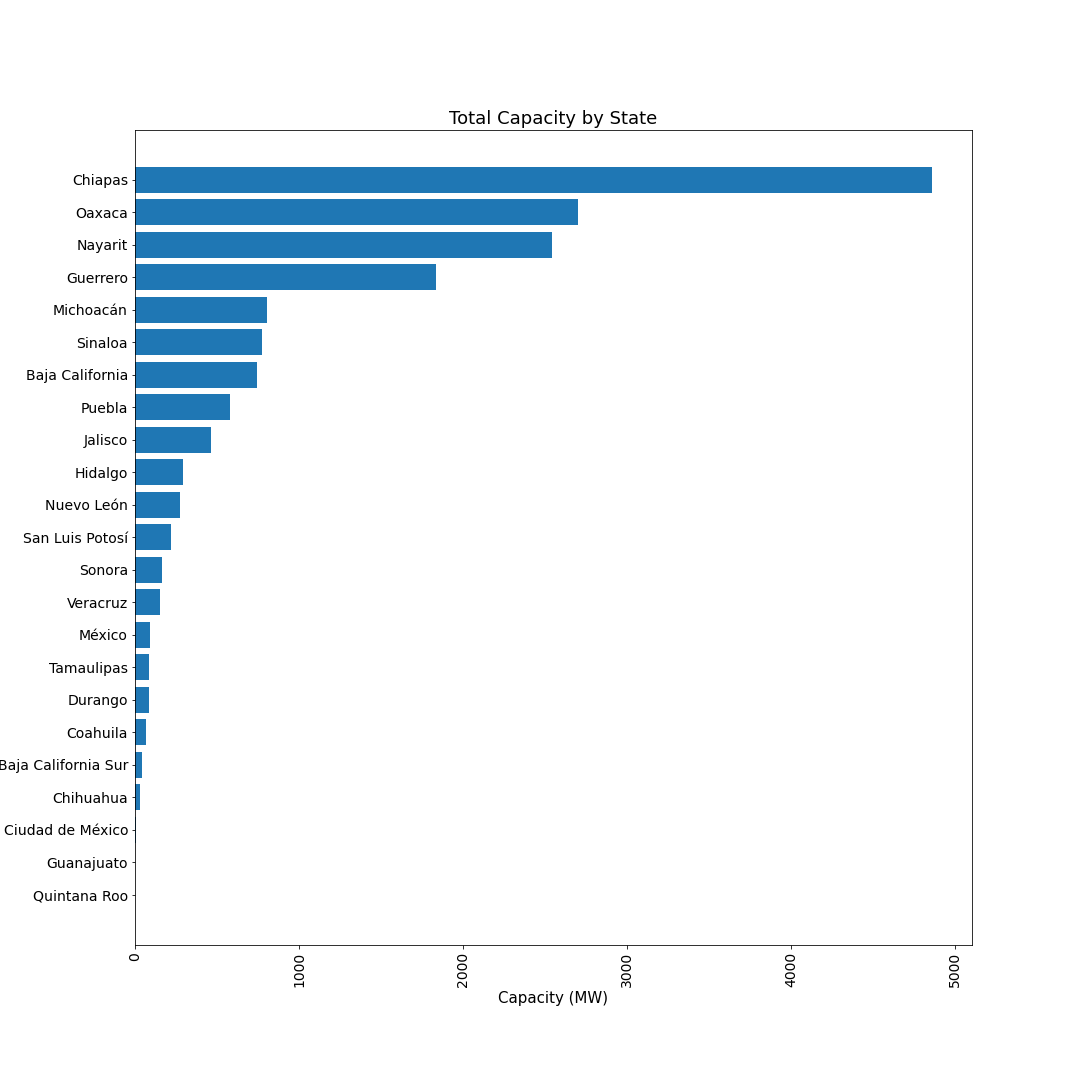 Total Capacity by State
Chiapas
Oaxaca
Nayarit
Guerrero
Michoacán
Sinaloa
Baja California
Puebla
Jalisco
Hidalgo
Nuevo León
San Luis Potosí
Sonora
Veracruz
México
Tamaulipas
Durango
Coahuila
Baja California Sur
Chihuahua
Ciudad de México
Guanajuato
Quintana Roo
0 1000 2000 3000 4000 5000
Capacity (MW)